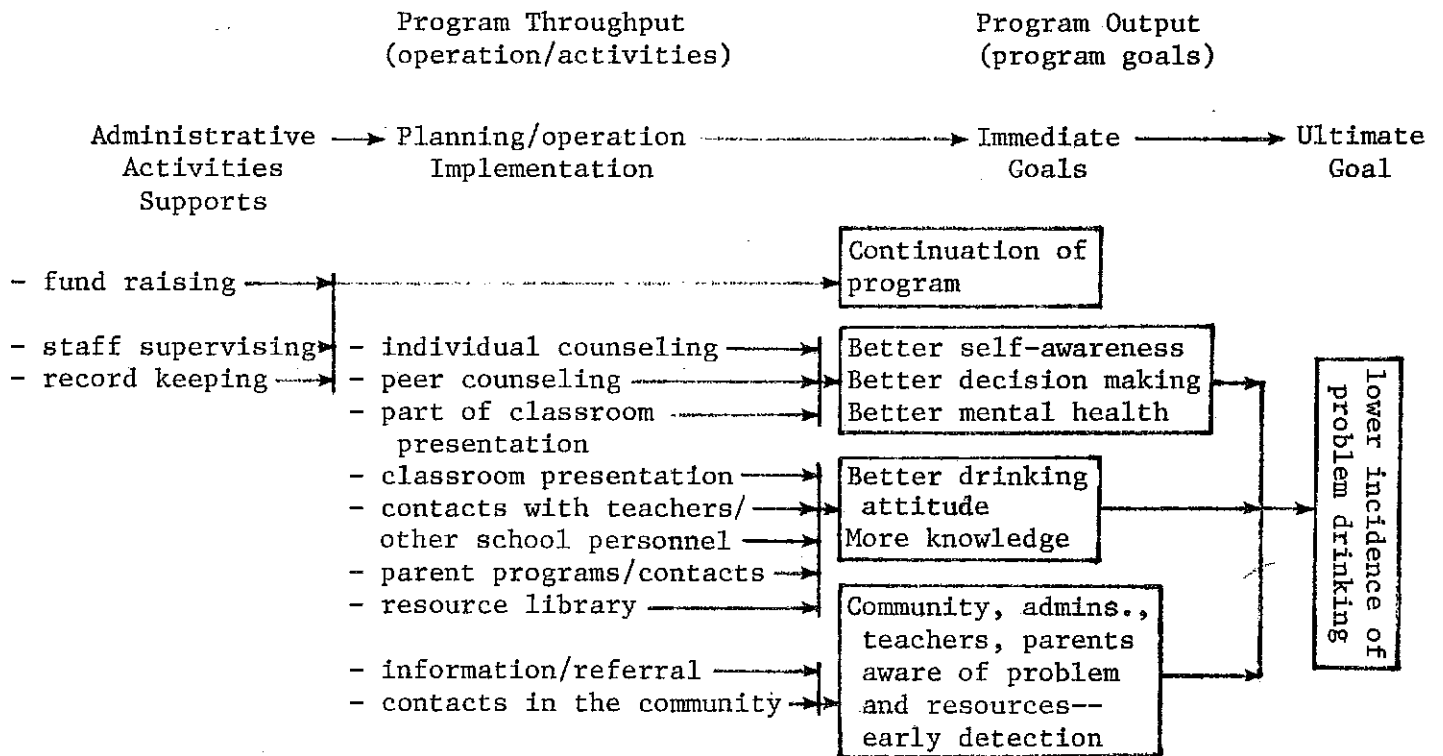 Program Throughput
(operation/activities)
Program Output
(program goals)
Administrative
Activities
Supports
Planning/operation
Implementation
Immediate
Goals
Ultimate
Goal
- fund raising
- staff supervising
- record keeping
- individual counseling
- peer counseling
- part of classroom
presentation
- classroom presentation
- contacts with teachers/
other school personnel
- parent programs/contacts
- resource library
- information/referral
- contacts in the community
Continuation of
program
Better self-awareness
Better decision making
Better mental health
Better drinking
attitude
More knowledge
Community, admins.,
teachers, parents
aware of problem
and resources--
early detection
lower incidence of
problem drinking